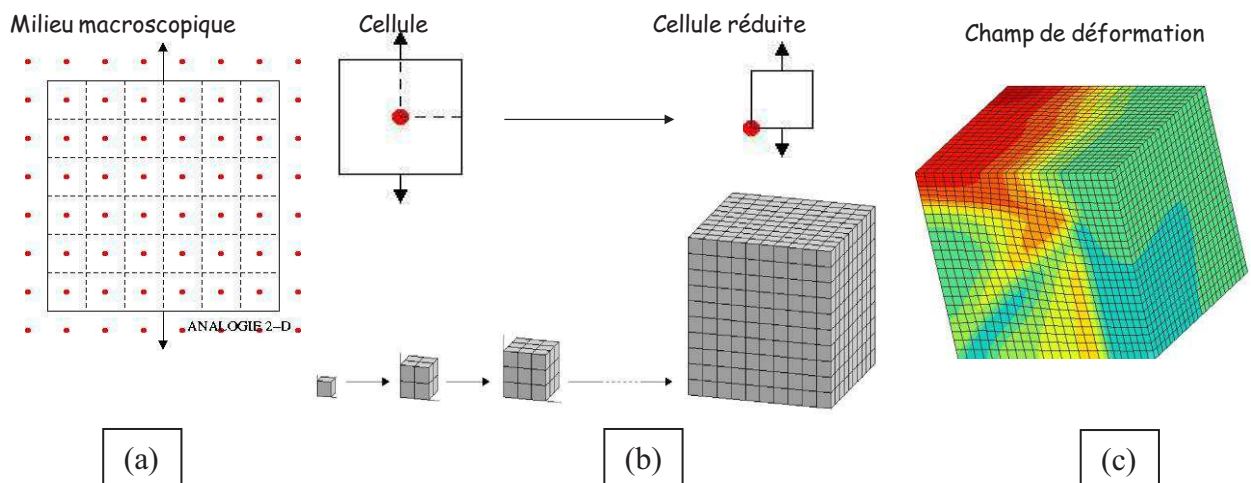 Milieu macroscopique
Cellule
Cellule réduite
Champ de déformation
ANALOGIE 2-D
(a)
(b)
(c)